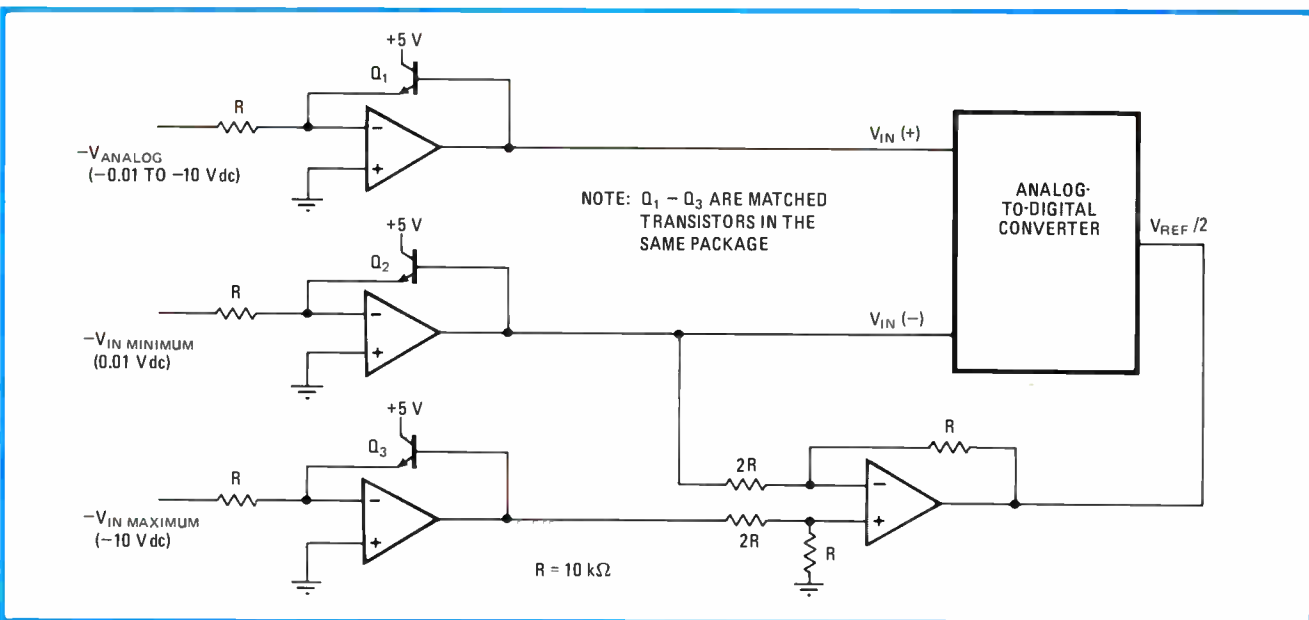 +5 V
Q1
R
−VANALOG
(−0.01 TO −10 Vdc)
−
+
VIN (+)
NOTE: Q1 – Q3 ARE MATCHED
TRANSISTORS IN THE
SAME PACKAGE
ANALOG-
TO-DIGITAL
CONVERTER
VREF /2
+5 V
Q2
R
−VIN MINIMUM
(0.01 Vdc)
−
+
VIN (−)
+5 V
Q3
R
−VIN MAXIMUM
(−10 Vdc)
−
+
R = 10 kΩ
R
2R
2R
R
−
+